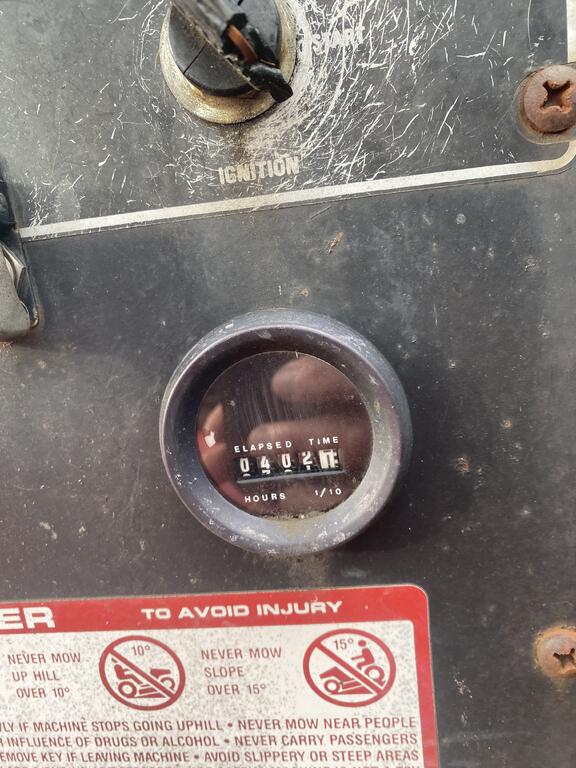 START
IGNITION
ELAPSED TIME
0402 1
HOURS 1/10
ER TO AVOID INJURY
NEVER MOW
UP HILL
OVER 10°
10°
NEVER MOW
SLOPE
OVER 15°
15°
IF MACHINE STOPS GOING UPHILL • NEVER MOW NEAR PEOPLE
INFLUENCE OF DRUGS OR ALCOHOL • NEVER CARRY PASSENGERS
REMOVE KEY IF LEAVING MACHINE • AVOID SLIPPERY OR STEEP AREAS